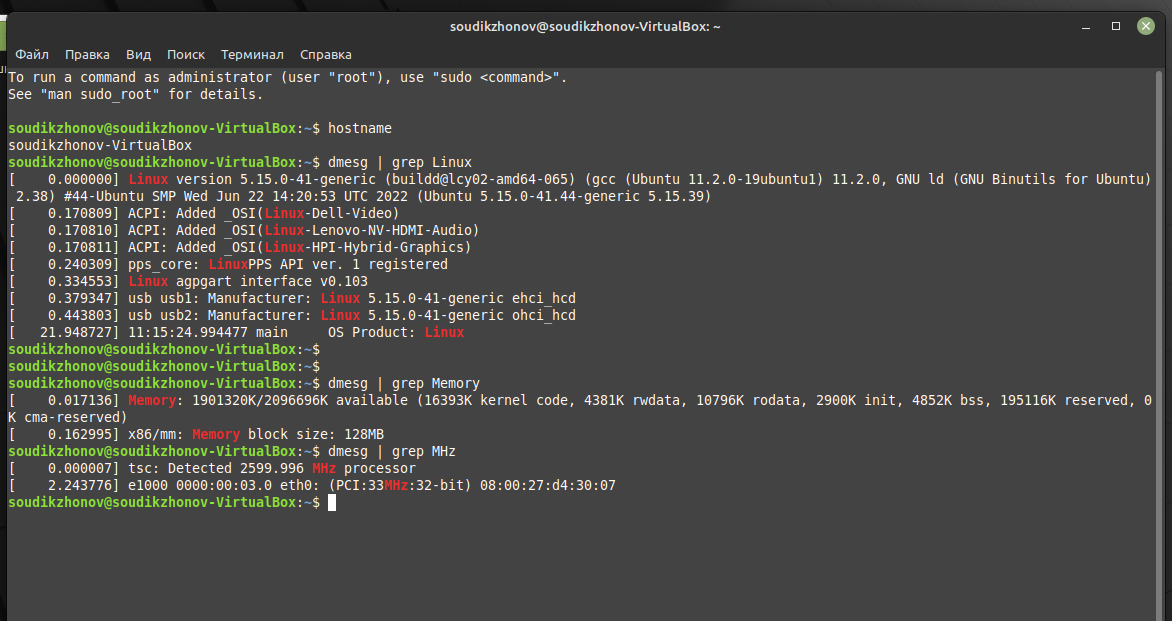 soudikzhonov@soudikzhonov-VirtualBox: ~
Файл Правка Вид Поиск Терминал Справка
To run a command as administrator (user "root"), use "sudo <command>".
See "man sudo_root" for details.
soudikzhonov@soudikzhonov-VirtualBox:~$ hostname
soudikzhonov-VirtualBox
soudikzhonov@soudikzhonov-VirtualBox:~$ dmesg | grep Linux
[    0.000000] Linux version 5.15.0-41-generic (buildd@lcy02-amd64-065) (gcc (Ubuntu 11.2.0-19ubuntu1) 11.2.0, GNU ld (GNU Binutils for Ubuntu)
 2.38) #44-Ubuntu SMP Wed Jun 22 14:20:53 UTC 2022 (Ubuntu 5.15.0-41.44-generic 5.15.39)
[    0.170809] ACPI: Added _OSI(Linux-Dell-Video)
[    0.170810] ACPI: Added _OSI(Linux-Lenovo-NV-HDMI-Audio)
[    0.170811] ACPI: Added _OSI(Linux-HPI-Hybrid-Graphics)
[    0.240309] pps_core: LinuxPPS API ver. 1 registered
[    0.334553] Linux agpgart interface v0.103
[    0.379347] usb usb1: Manufacturer: Linux 5.15.0-41-generic ehci_hcd
[    0.443803] usb usb2: Manufacturer: Linux 5.15.0-41-generic ohci_hcd
[   21.948727] 11:15:24.994477 main     OS Product: Linux
soudikzhonov@soudikzhonov-VirtualBox:~$
soudikzhonov@soudikzhonov-VirtualBox:~$
soudikzhonov@soudikzhonov-VirtualBox:~$ dmesg | grep Memory
[    0.017136] Memory: 1901320K/2096696K available (16393K kernel code, 4381K rwdata, 10796K rodata, 2900K init, 4852K bss, 195116K reserved, 0
K cma-reserved)
[    0.162995] x86/mm: Memory block size: 128MB
soudikzhonov@soudikzhonov-VirtualBox:~$ dmesg | grep MHz
[    0.000007] tsc: Detected 2599.996 MHz processor
[    2.243776] e1000 0000:00:03.0 eth0: (PCI:33MHz:32-bit) 08:00:27:d4:30:07
soudikzhonov@soudikzhonov-VirtualBox:~$